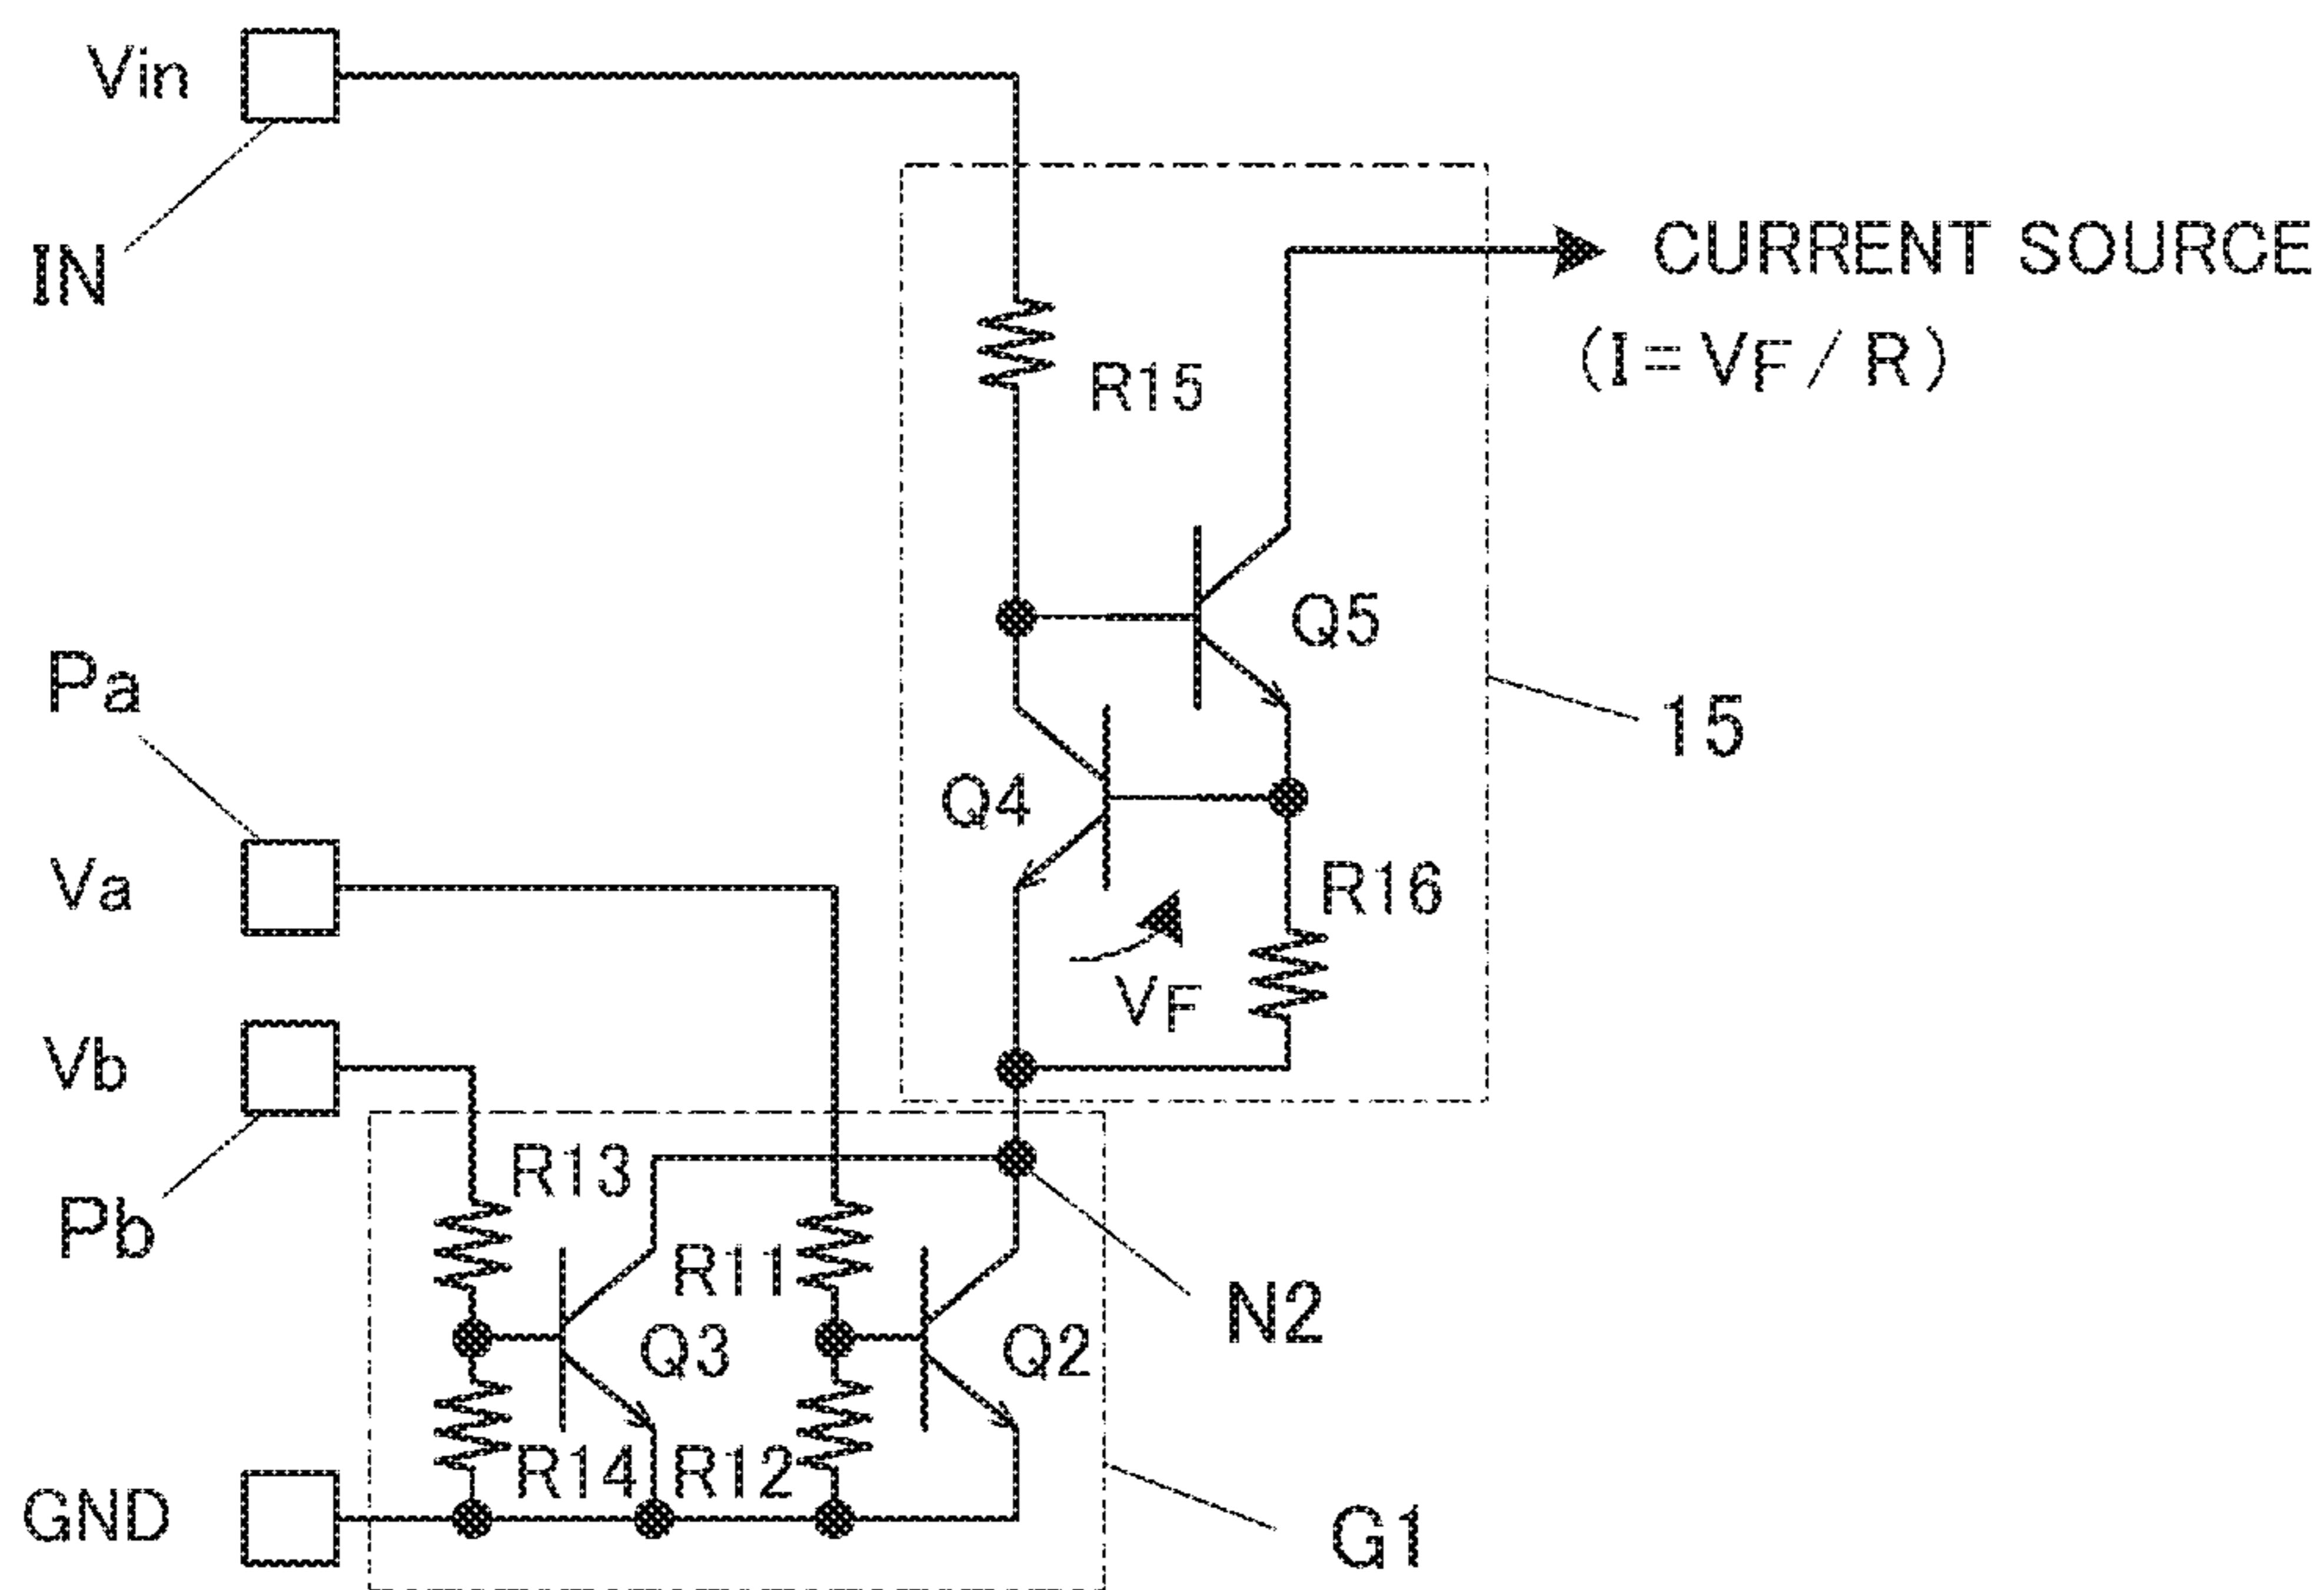 Vin
IN
CURRENT SOURCE
(I=VF/R)
R15
Q5
Pa
15
Q4
Va
R16
VF
Vb
R13
Pb
R11
N2
Q3
Q2
R14
R12
GND
G1